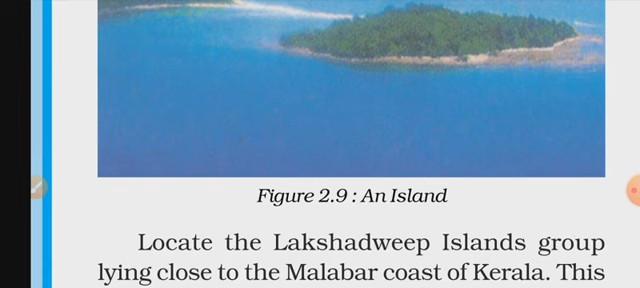 Figure 2.9 : An Island
Locate the Lakshadweep Islands group
lying close to the Malabar coast of Kerala. This